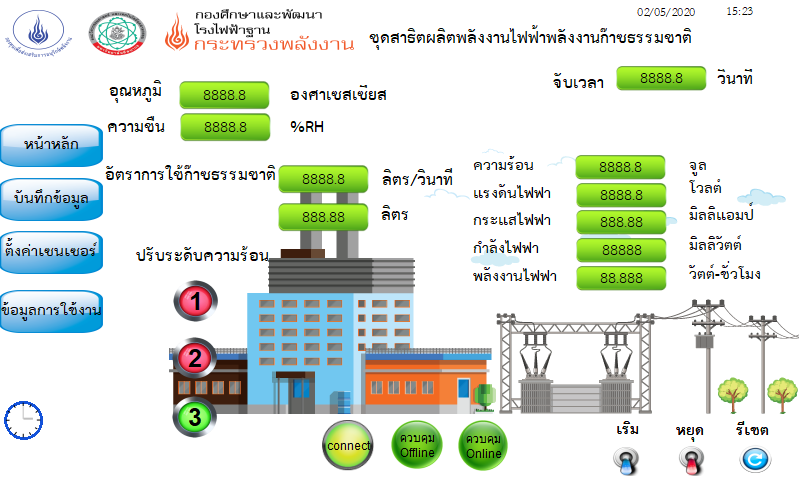 02/05/2020 15:23
กองศึกษาและพัฒนา
โรงไฟฟ้าฐาน
กระทรวงพลังงาน
ชุดสาธิตผลิตพลังงานไฟฟ้าพลังงานก๊าซธรรมชาติ
จับเวลา 8888.8 วินาที
อุณหภูมิ 8888.8 องศาเซสเซียส
ความชืน 8888.8 %RH
หน้าหลัก
บันทึกข้อมูล
ตั้งค่าเซนเซอร์
ข้อมูลการใช้งาน
อัตราการใช้ก๊าซธรรมชาติ 8888.8 ลิตร/วินาที
888.88 ลิตร
ความร้อน 8888.8 จูล
แรงดันไฟฟ้า 8888.8 โวลต์
กระแสไฟฟ้า 888.88 มิลลิแอมป์
กำลังไฟฟ้า 88888 มิลลิวัตต์
พลังงานไฟฟ้า 88.888 วัตต์-ชั่วโมง
ปรับระดับความร้อน
1
2
3
connect
ควบคุม
Offline
ควบคุม
Online
เริ่ม หยุด รีเซต